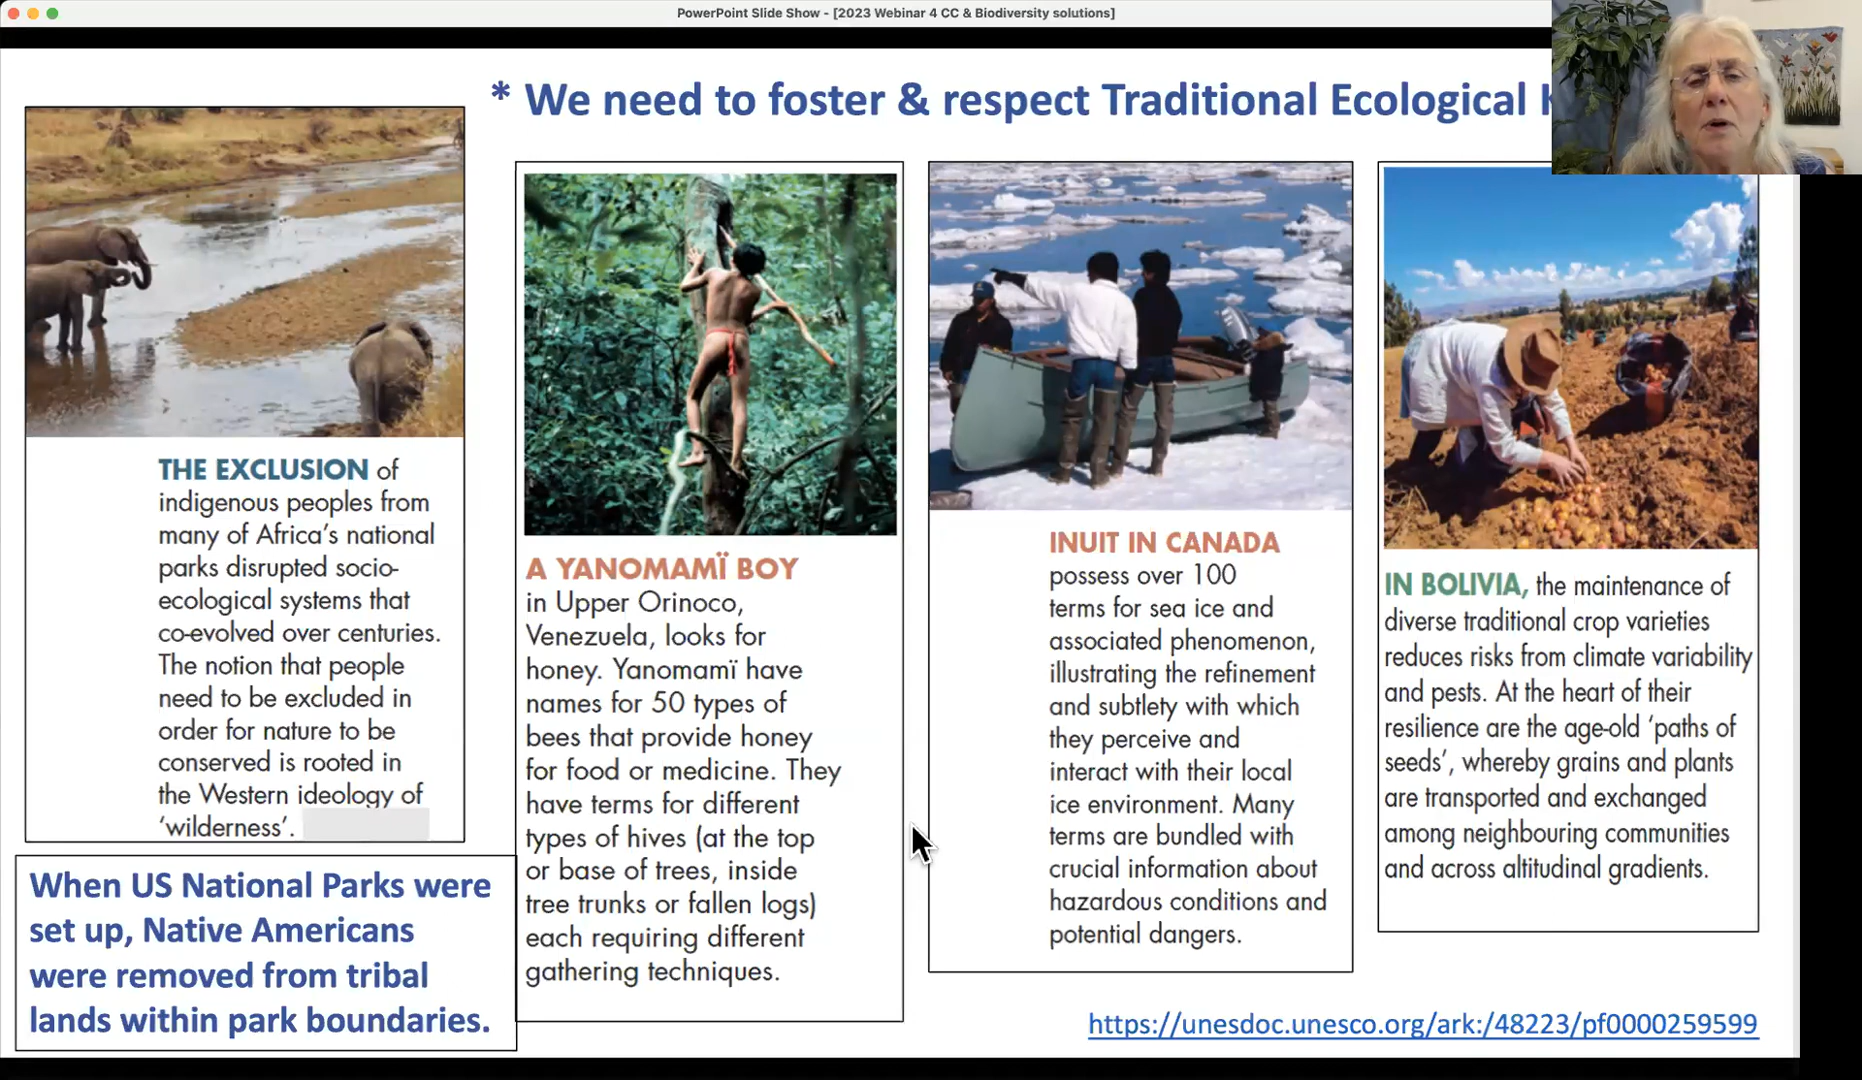 PowerPoint Slide Show - [2023 Webinar 4 CC & Biodiversity solutions]
* We need to foster & respect Traditional Ecological
THE EXCLUSION of
indigenous peoples from
many of Africa's national
parks disrupted socio-
ecological systems that
co-evolved over centuries.
The notion that people
need to be excluded in
order for nature to be
conserved is rooted in
the Western ideology of
'wilderness'.
When US National Parks were
set up, Native Americans
were removed from tribal
lands within park boundaries.
A YANOMAMÏ BOY
in Upper Orinoco,
Venezuela, looks for
honey. Yanomamï have
names for 50 types of
bees that provide honey
for food or medicine. They
have terms for different
types of hives (at the top
or base of trees, inside
tree trunks or fallen logs)
each requiring different
gathering techniques.
INUIT IN CANADA
possess over 100
terms for sea ice and
associated phenomenon,
illustrating the refinement
and subtlety with which
they perceive and
interact with their local
ice environment. Many
terms are bundled with
crucial information about
hazardous conditions and
potential dangers.
IN BOLIVIA, the maintenance of
diverse traditional crop varieties
reduces risks from climate variability
and pests. At the heart of their
resilience are the age-old 'paths of
seeds', whereby grains and plants
are transported and exchanged
among neighbouring communities
and across altitudinal gradients.
https://unesdoc.unesco.org/ark:/48223/pf0000259599